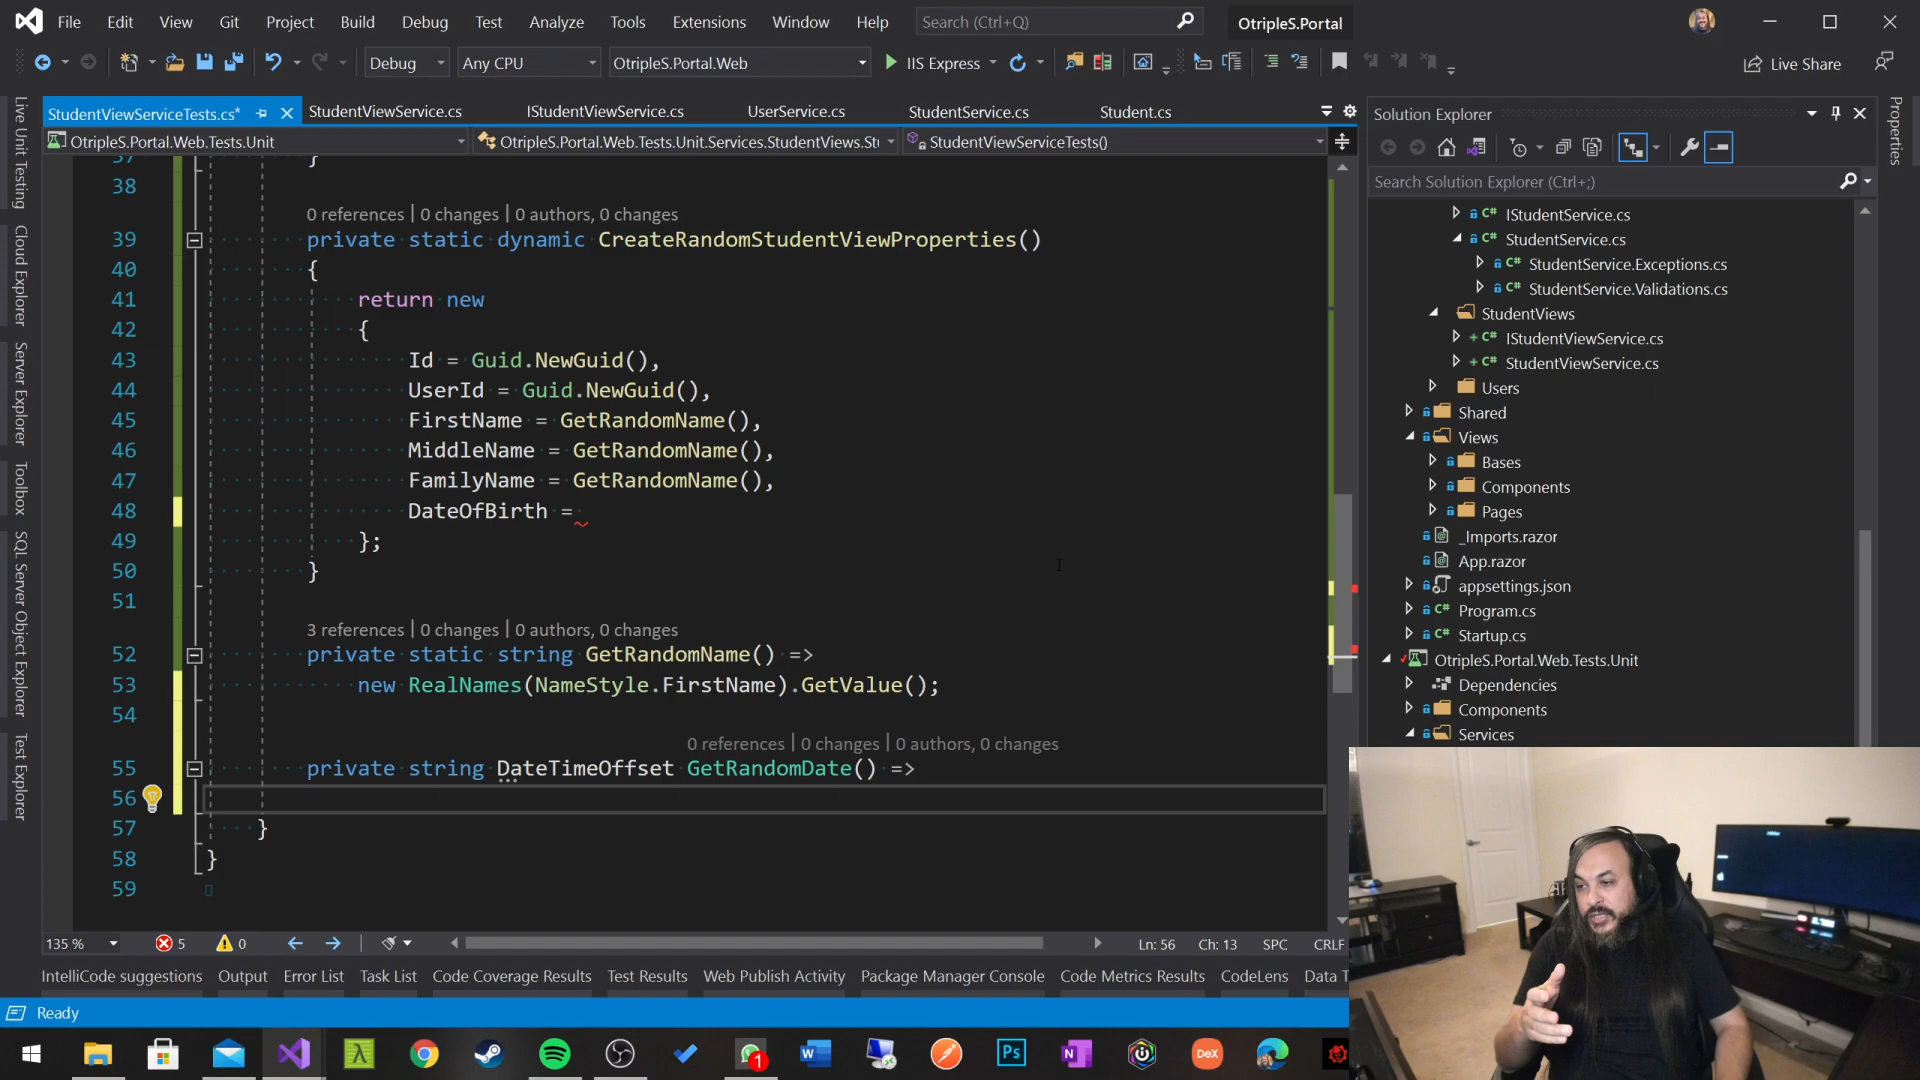 File Edit View Git Project Build Debug Test Analyze Tools Extensions Window Help Search (Ctrl+Q) OtripleS.Portal
Debug Any CPU OtripleS.Portal.Web IIS Express Live Share
StudentViewServiceTests.cs* StudentViewService.cs IStudentViewService.cs UserService.cs StudentService.cs Student.cs
OtripleS.Portal.Web.Tests.Unit OtripleS.Portal.Web.Tests.Unit.Services.StudentViews.St StudentViewServiceTests()
Live Unit Testing
Cloud Explorer
Server Explorer
Toolbox
SQL Server Object Explorer
Test Explorer
37 }
38
0 references | 0 changes | 0 authors, 0 changes
39 private static dynamic CreateRandomStudentViewProperties()
40 {
41 return new
42 {
43 Id = Guid.NewGuid(),
44 UserId = Guid.NewGuid(),
45 FirstName = GetRandomName(),
46 MiddleName = GetRandomName(),
47 FamilyName = GetRandomName(),
48 DateOfBirth =
49 };
50 }
51
3 references | 0 changes | 0 authors, 0 changes
52 private static string GetRandomName() =>
53 new RealNames(NameStyle.FirstName).GetValue();
54
0 references | 0 changes | 0 authors, 0 changes
55 private string DateTimeOffset GetRandomDate() =>
56
57 }
58 }
59
135 % 5 0 Ln: 56 Ch: 13 SPC CRLF
IntelliCode suggestions Output Error List Task List Code Coverage Results Test Results Web Publish Activity Package Manager Console Code Metrics Results CodeLens Data T
Ready
Solution Explorer
Search Solution Explorer (Ctrl+;)
C# IStudentService.cs
C# StudentService.cs
C# StudentService.Exceptions.cs
C# StudentService.Validations.cs
StudentViews
+ C# IStudentViewService.cs
+ C# StudentViewService.cs
Users
Shared
Views
Bases
Components
Pages
_Imports.razor
App.razor
appsettings.json
C# Program.cs
C# Startup.cs
OtripleS.Portal.Web.Tests.Unit
Dependencies
Components
Services
Properties
1 W Ps N DeX